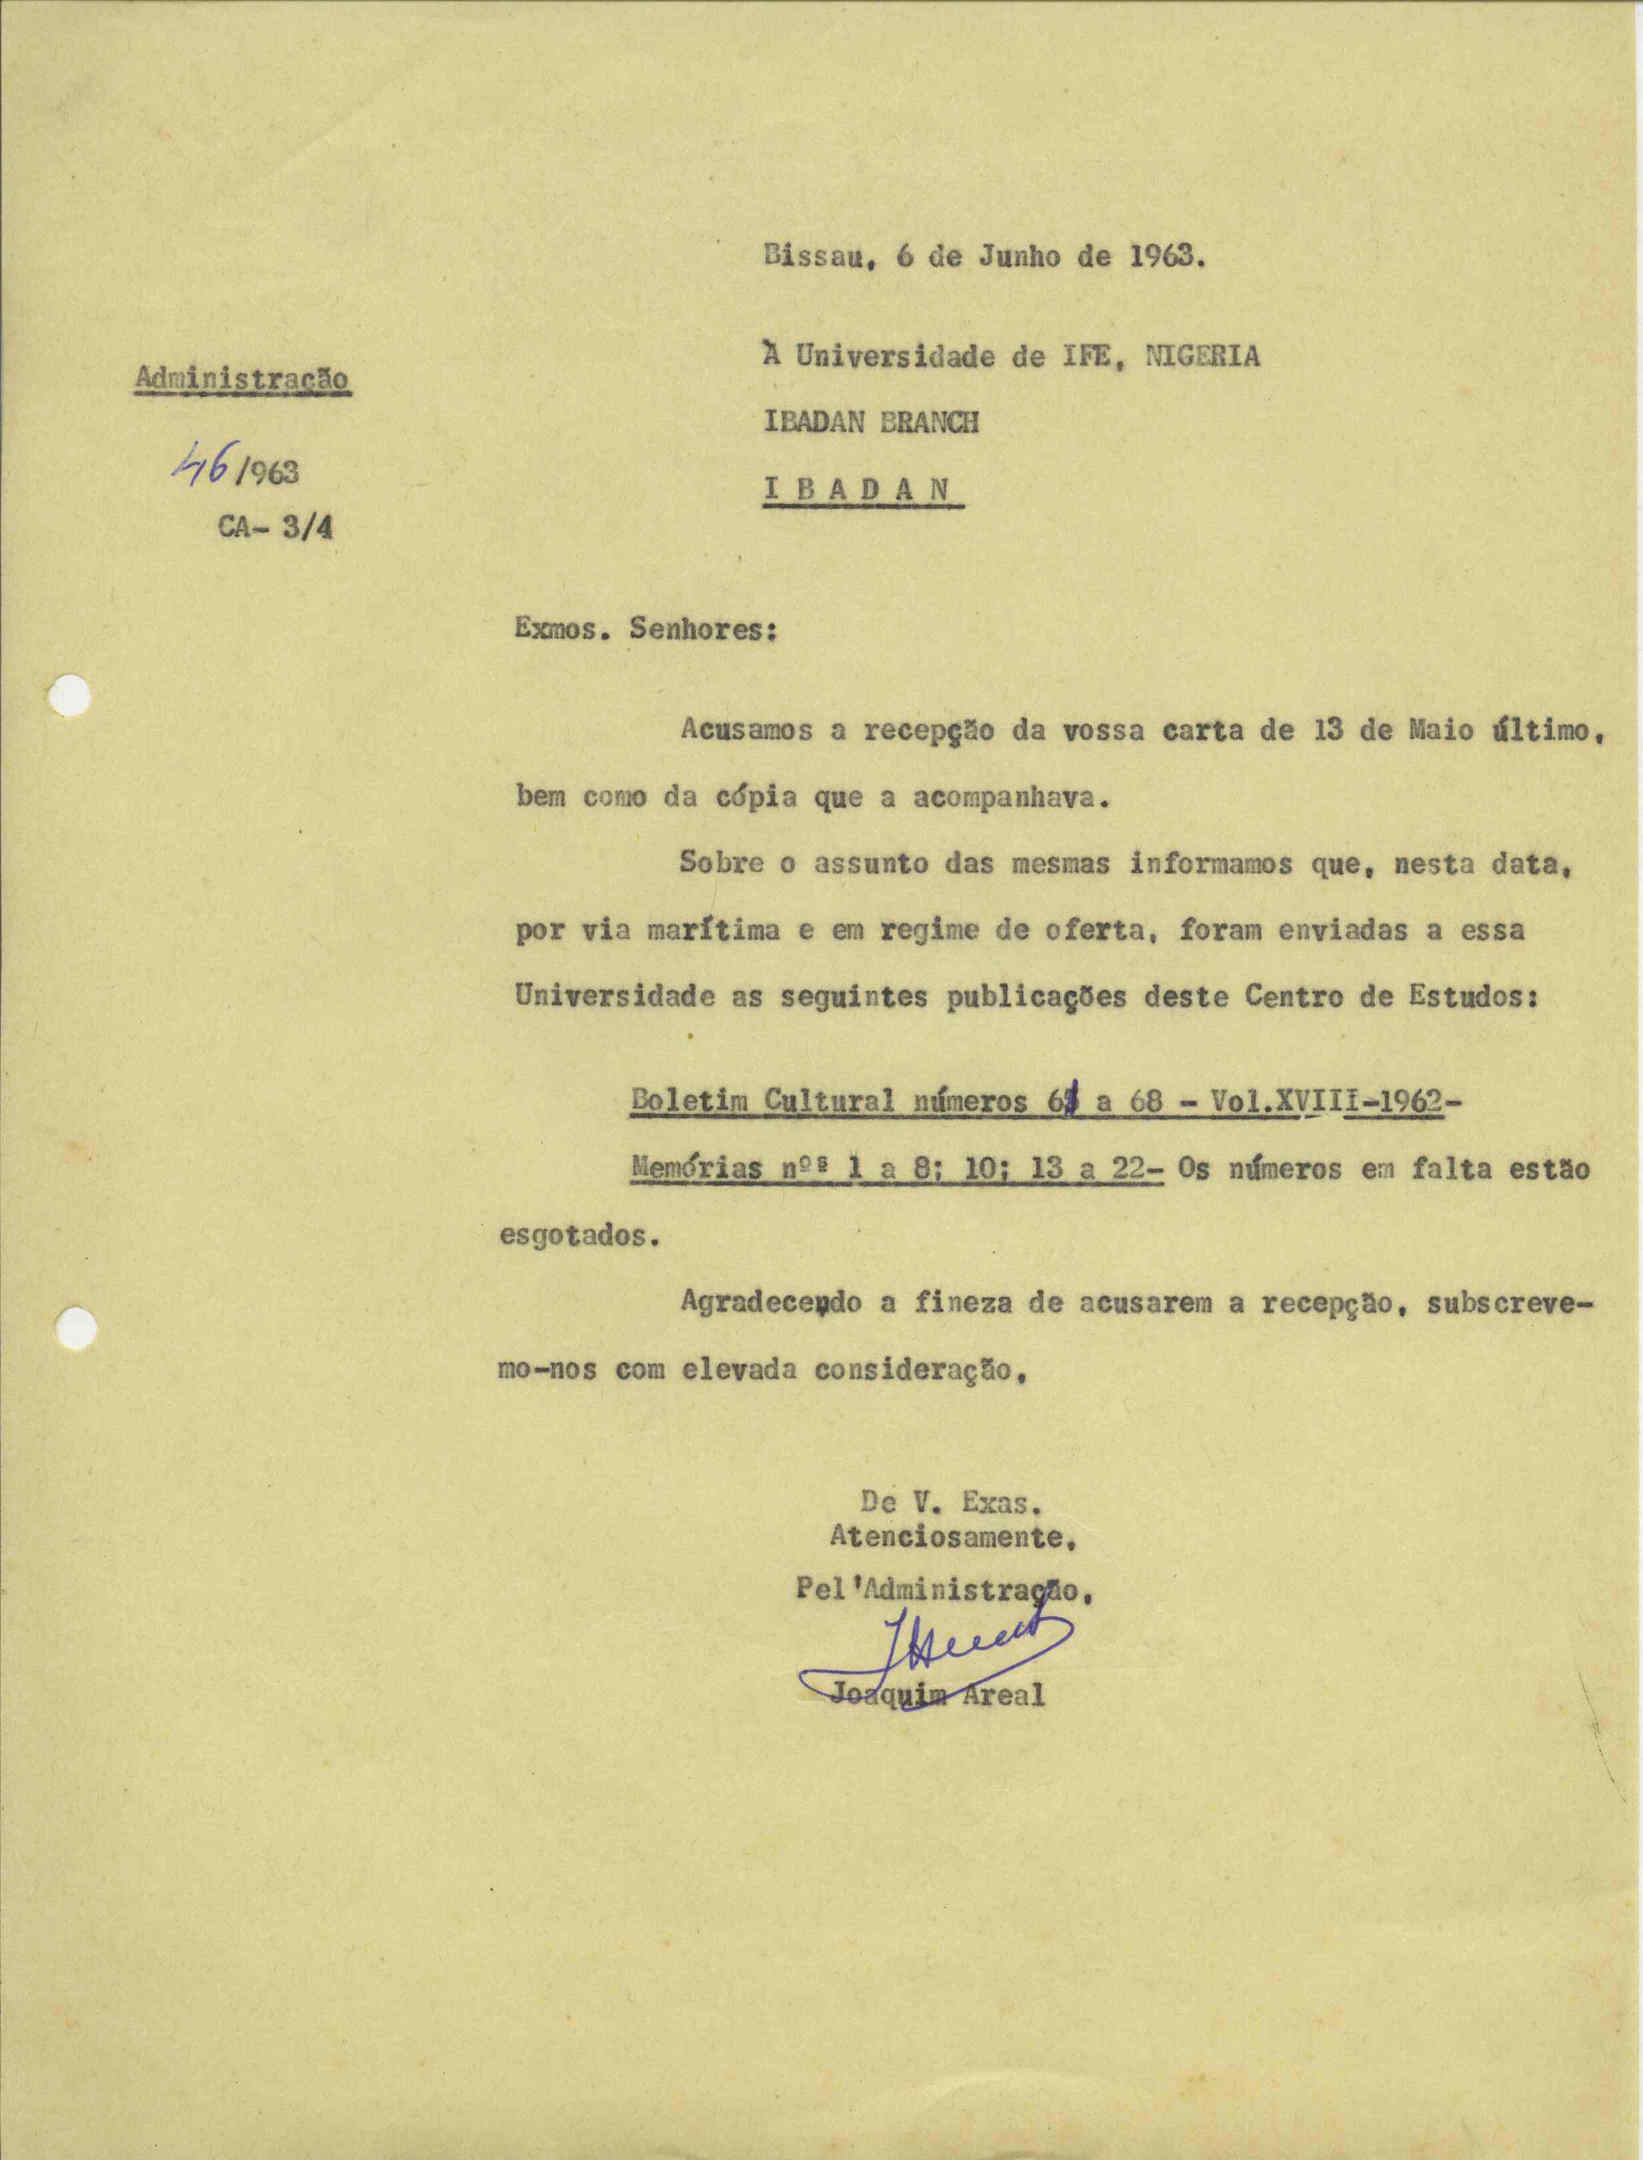 Bissau, 6 de Junho de 1963.
À Universidade de IFE, NIGERIA
Administração
IBADAN BRANCH
46/963
I B A D A N
CA- 3/4
Exmos. Senhores:
Acusamos a recepção da vossa carta de 13 de Maio último,
bem como da cópia que a acompanhava.
Sobre o assunto das mesmas informamos que, nesta data,
por via marítima e em regime de oferta, foram enviadas a essa
Universidade as seguintes publicações deste Centro de Estudos:
Boletim Cultural números a 68 - Vol.XVIII-1962-
Memórias nºs 1 a 8; 10; 13 a 22- Os números em falta estão
esgotados.
Agradecendo a fineza de acusarem a recepção, subscreve-
mo-nos com elevada consideração,
De V. Exas.
Atenciosamente,
Pel'Administração,
Joaquim Areal